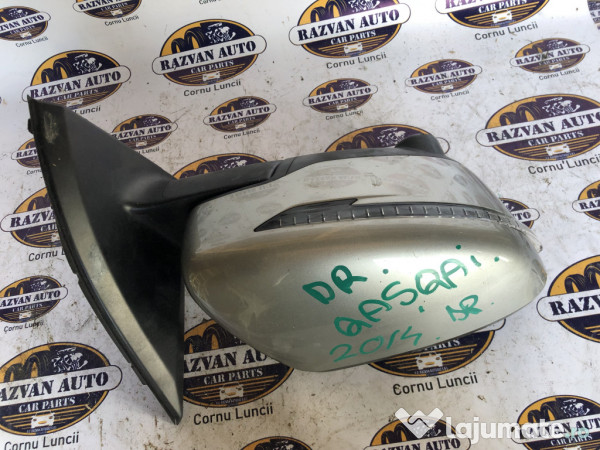 RAZVAN AUTO
CAR PARTS
Cornu Luncii
DR.
QASQAi.
2014 DR
Lajumate.ro